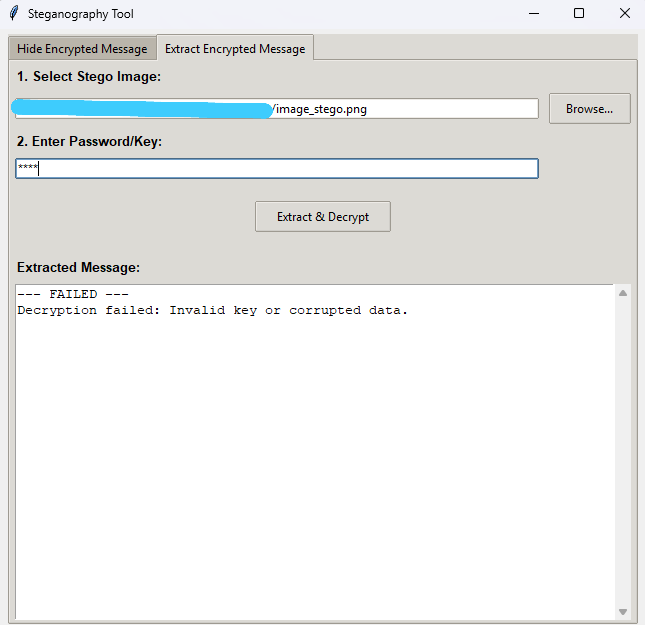 Steganography Tool
Hide Encrypted Message Extract Encrypted Message
1. Select Stego Image:
/image_stego.png Browse...
2. Enter Password/Key:
****
Extract & Decrypt
Extracted Message:
--- FAILED ---
Decryption failed: Invalid key or corrupted data.